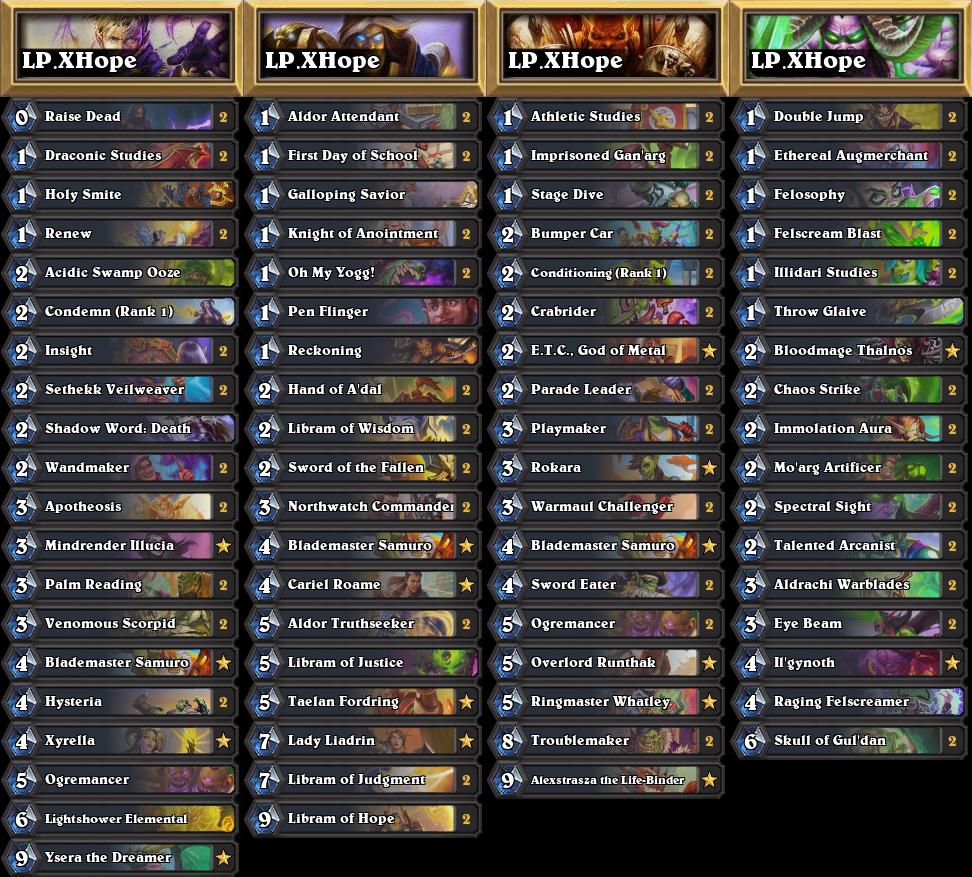 LP.XHope
0 Raise Dead 2
1 Draconic Studies 2
1 Holy Smite
1 Renew 2
2 Acidic Swamp Ooze
2 Condemn (Rank 1)
2 Insight 2
2 Sethekk Veilweaver 2
2 Shadow Word: Death
2 Wandmaker 2
3 Apotheosis 2
3 Mindrender Illucia
3 Palm Reading 2
3 Venomous Scorpid 2
4 Blademaster Samuro
4 Hysteria 2
4 Xyrella
5 Ogremancer
6 Lightshower Elemental
9 Ysera the Dreamer
LP.XHope
1 Aldor Attendant 2
1 First Day of School 2
1 Galloping Savior
1 Knight of Anointment 2
1 Oh My Yogg! 2
1 Pen Flinger
1 Reckoning
2 Hand of A'dal 2
2 Libram of Wisdom 2
2 Sword of the Fallen 2
3 Northwatch Commander 2
4 Blademaster Samuro
4 Cariel Roame
5 Aldor Truthseeker 2
5 Libram of Justice
5 Taelan Fordring
7 Lady Liadrin
7 Libram of Judgment 2
9 Libram of Hope 2
LP.XHope
1 Athletic Studies 2
1 Imprisoned Gan'arg 2
1 Stage Dive 2
2 Bumper Car 2
2 Conditioning (Rank 1) 2
2 Crabrider 2
2 E.T.C., God of Metal
2 Parade Leader 2
3 Playmaker 2
3 Rokara
3 Warmaul Challenger 2
4 Blademaster Samuro
4 Sword Eater 2
5 Ogremancer 2
5 Overlord Runthak
5 Ringmaster Whatley
8 Troublemaker 2
9 Alexstrasza the Life-Binder
LP.XHope
1 Double Jump 2
1 Ethereal Augmerchant 2
1 Felosophy 2
1 Felscream Blast 2
1 Illidari Studies 2
1 Throw Glaive
2 Bloodmage Thalnos
2 Chaos Strike 2
2 Immolation Aura 2
2 Mo'arg Artificer 2
2 Spectral Sight 2
2 Talented Arcanist 2
3 Aldrachi Warblades 2
3 Eye Beam 2
4 Il'gynoth
4 Raging Felscreamer
6 Skull of Gul'dan 2